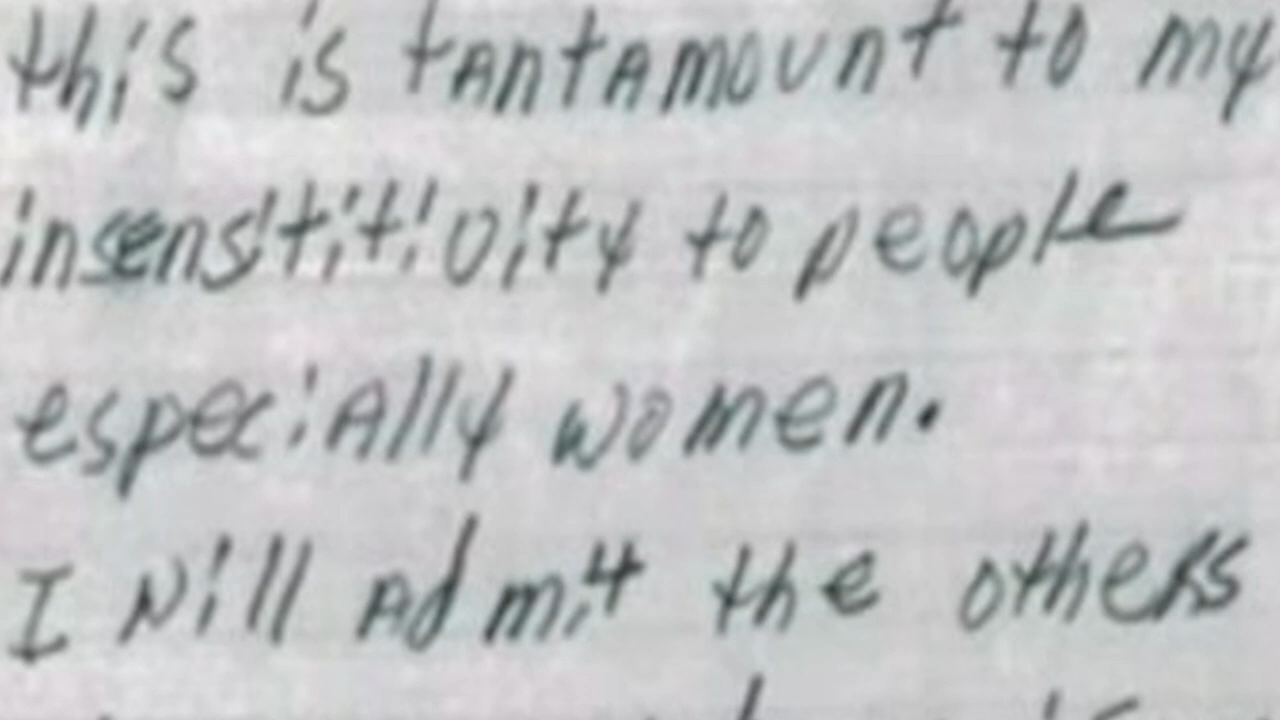 this is tantamount to my
insenstitivity to people
especially women.
I will admit the others